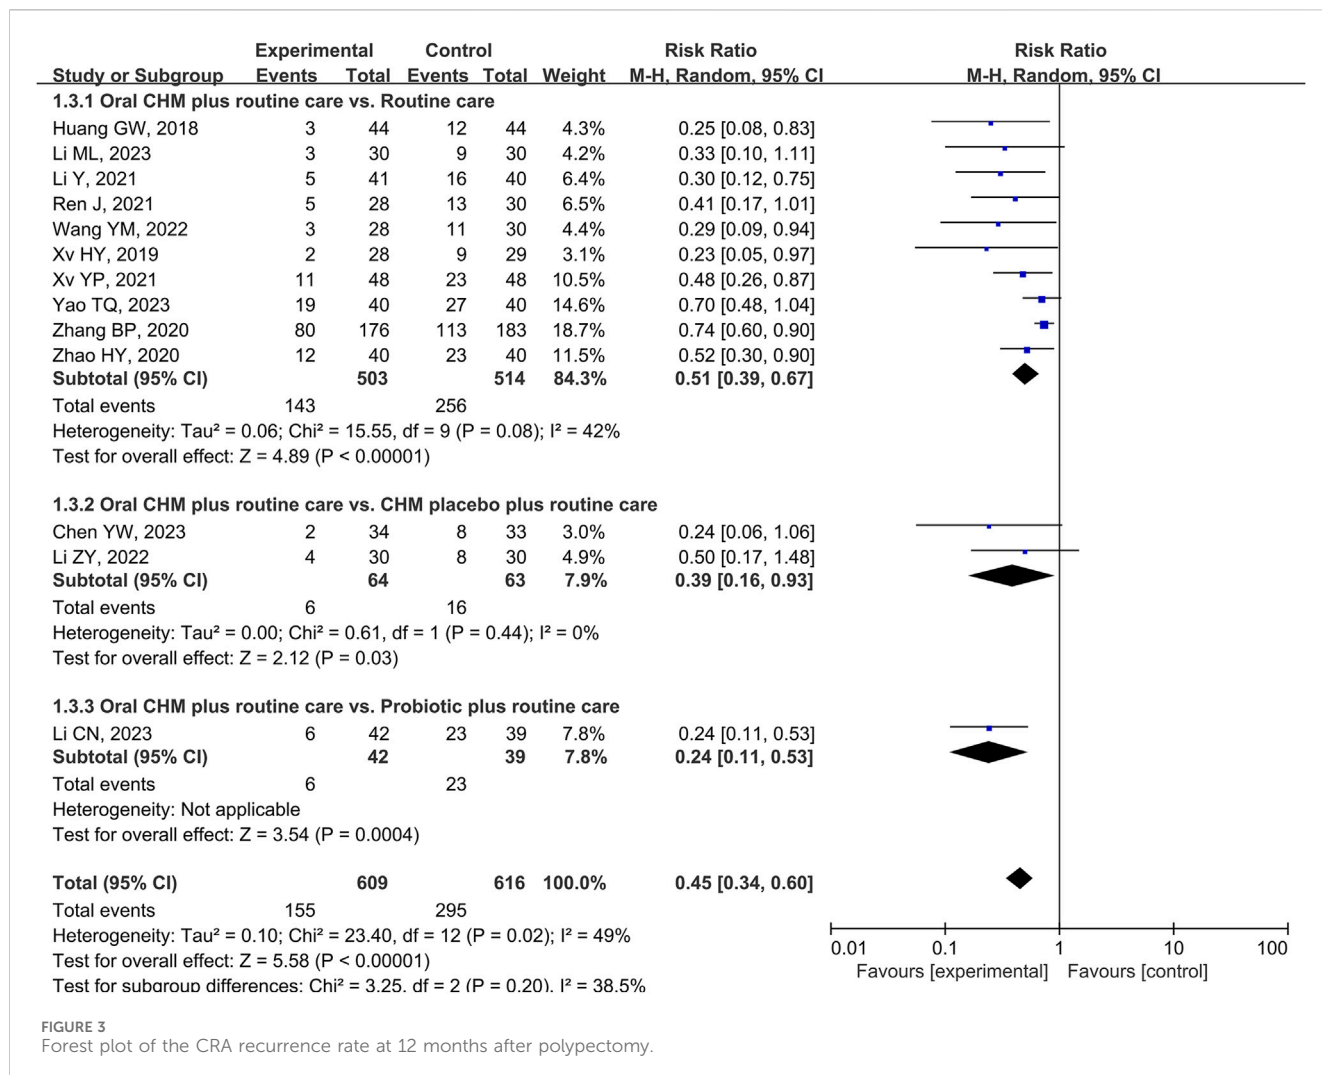 Experimental Control Risk Ratio Risk Ratio
Study or Subgroup Events Total Events Total Weight M-H, Random, 95% CI M-H, Random, 95% CI
1.3.1 Oral CHM plus routine care vs. Routine care
Huang GW, 2018 3 44 12 44 4.3% 0.25 [0.08, 0.83]
Li ML, 2023 3 30 9 30 4.2% 0.33 [0.10, 1.11]
Li Y, 2021 5 41 16 40 6.4% 0.30 [0.12, 0.75]
Ren J, 2021 5 28 13 30 6.5% 0.41 [0.17, 1.01]
Wang YM, 2022 3 28 11 30 4.4% 0.29 [0.09, 0.94]
Xv HY, 2019 2 28 9 29 3.1% 0.23 [0.05, 0.97]
Xv YP, 2021 11 48 23 48 10.5% 0.48 [0.26, 0.87]
Yao TQ, 2023 19 40 27 40 14.6% 0.70 [0.48, 1.04]
Zhang BP, 2020 80 176 113 183 18.7% 0.74 [0.60, 0.90]
Zhao HY, 2020 12 40 23 40 11.5% 0.52 [0.30, 0.90]
Subtotal (95% CI) 503 514 84.3% 0.51 [0.39, 0.67]
Total events 143 256
Heterogeneity: Tau² = 0.06; Chi² = 15.55, df = 9 (P = 0.08); I² = 42%
Test for overall effect: Z = 4.89 (P < 0.00001)
1.3.2 Oral CHM plus routine care vs. CHM placebo plus routine care
Chen YW, 2023 2 34 8 33 3.0% 0.24 [0.06, 1.06]
Li ZY, 2022 4 30 8 30 4.9% 0.50 [0.17, 1.48]
Subtotal (95% CI) 64 63 7.9% 0.39 [0.16, 0.93]
Total events 6 16
Heterogeneity: Tau² = 0.00; Chi² = 0.61, df = 1 (P = 0.44); I² = 0%
Test for overall effect: Z = 2.12 (P = 0.03)
1.3.3 Oral CHM plus routine care vs. Probiotic plus routine care
Li CN, 2023 6 42 23 39 7.8% 0.24 [0.11, 0.53]
Subtotal (95% CI) 42 39 7.8% 0.24 [0.11, 0.53]
Total events 6 23
Heterogeneity: Not applicable
Test for overall effect: Z = 3.54 (P = 0.0004)
Total (95% CI) 609 616 100.0% 0.45 [0.34, 0.60]
Total events 155 295
Heterogeneity: Tau² = 0.10; Chi² = 23.40, df = 12 (P = 0.02); I² = 49%
Test for overall effect: Z = 5.58 (P < 0.00001)
Test for subgroup differences: Chi² = 3.25, df = 2 (P = 0.20), I² = 38.5%
0.01 0.1 1 10 100
Favours [experimental] Favours [control]
FIGURE 3
Forest plot of the CRA recurrence rate at 12 months after polypectomy.